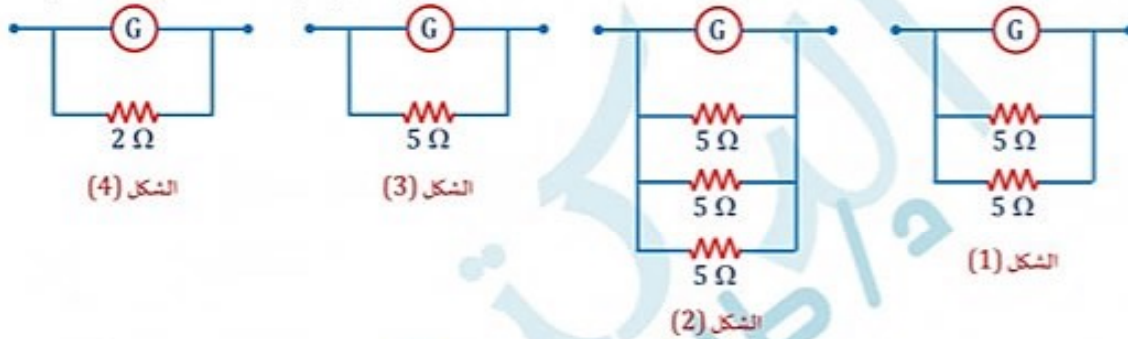 G G G G
2 Ω 5 Ω 5 Ω 5 Ω
الشكل (4) الشكل (3) 5 Ω 5 Ω
5 Ω الشكل (1)
الشكل (2)